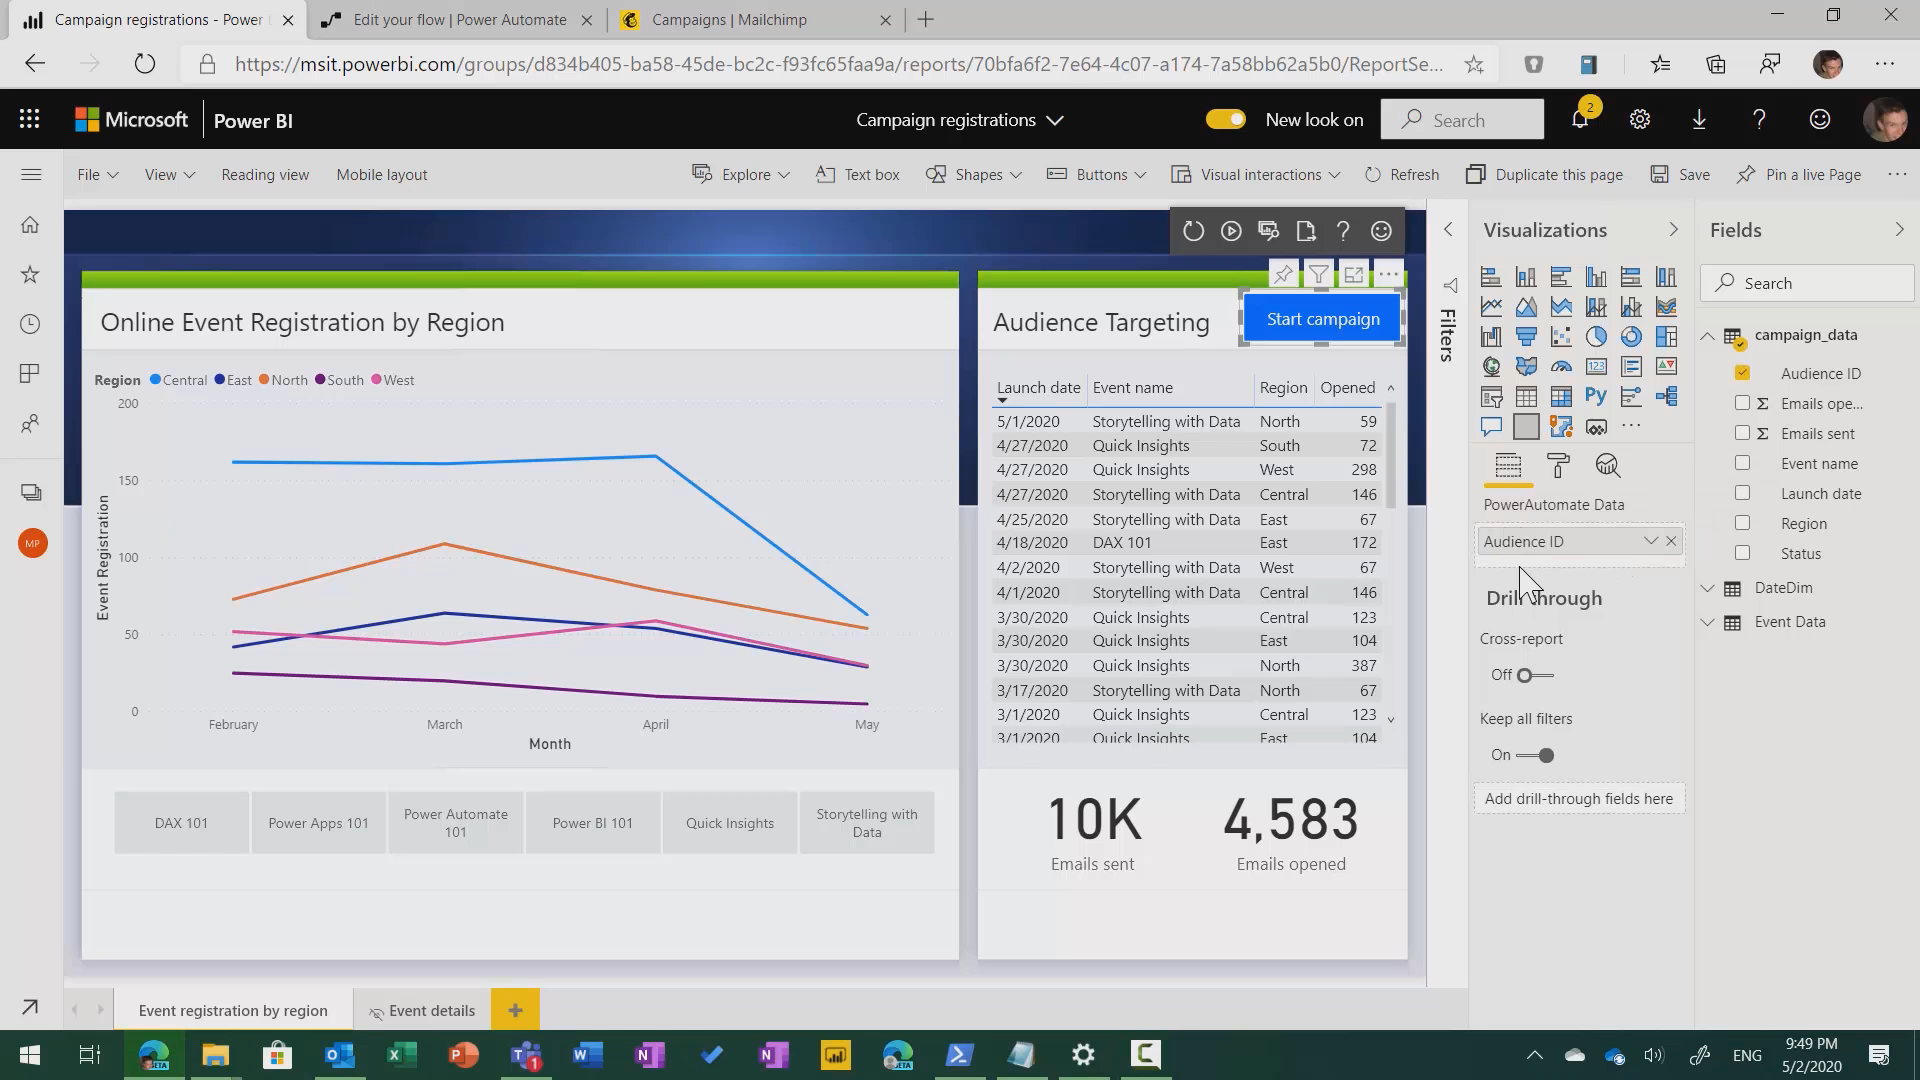 Campaign registrations - Power
Edit your flow | Power Automate
Campaigns | Mailchimp
https://msit.powerbi.com/groups/d834b405-ba58-45de-bc2c-f93fc65faa9a/reports/70bfa6f2-7e64-4c07-a174-7a58bb62a5b0/ReportSe...
Microsoft
Power BI
Campaign registrations
New look on
Search
2
File
View
Reading view
Mobile layout
Explore
Text box
Shapes
Buttons
Visual interactions
Refresh
Duplicate this page
Save
Pin a live Page
Online Event Registration by Region
Region Central East North South West
200
150
100
50
0
Event Registration
February March April May
Month
DAX 101
Power Apps 101
Power Automate
101
Power BI 101
Quick Insights
Storytelling with
Data
Audience Targeting
Start campaign
Launch date Event name Region Opened
5/1/2020 Storytelling with Data North 59
4/27/2020 Quick Insights South 72
4/27/2020 Quick Insights West 298
4/27/2020 Storytelling with Data Central 146
4/25/2020 Storytelling with Data East 67
4/18/2020 DAX 101 East 172
4/2/2020 Storytelling with Data West 67
4/1/2020 Storytelling with Data Central 146
3/30/2020 Quick Insights Central 123
3/30/2020 Quick Insights East 104
3/30/2020 Quick Insights North 387
3/17/2020 Storytelling with Data North 67
3/1/2020 Quick Insights Central 123
3/1/2020 Quick Insights East 104
10K
Emails sent
4,583
Emails opened
Filters
Visualizations
123
Py
PowerAutomate Data
Audience ID
Drill through
Cross-report
Off
Keep all filters
On
Add drill-through fields here
Fields
Search
campaign_data
Audience ID
Σ Emails ope...
Σ Emails sent
Event name
Launch date
Region
Status
DateDim
Event Data
MP
Event registration by region
Event details
BETA
1
BETA
ENG
9:49 PM
5/2/2020